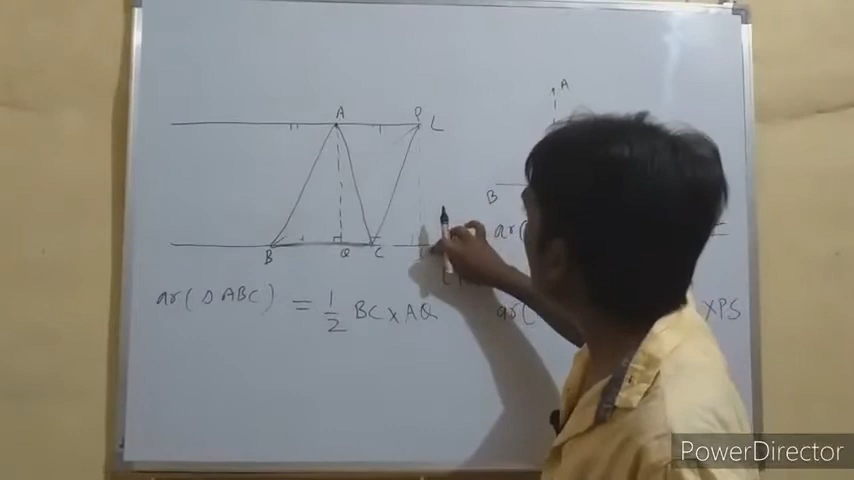 A P L
A
B
B Q C
ar(
ar(Δ ABC) = 1/2 BC x AQ
ar(
XPS
PowerDirector